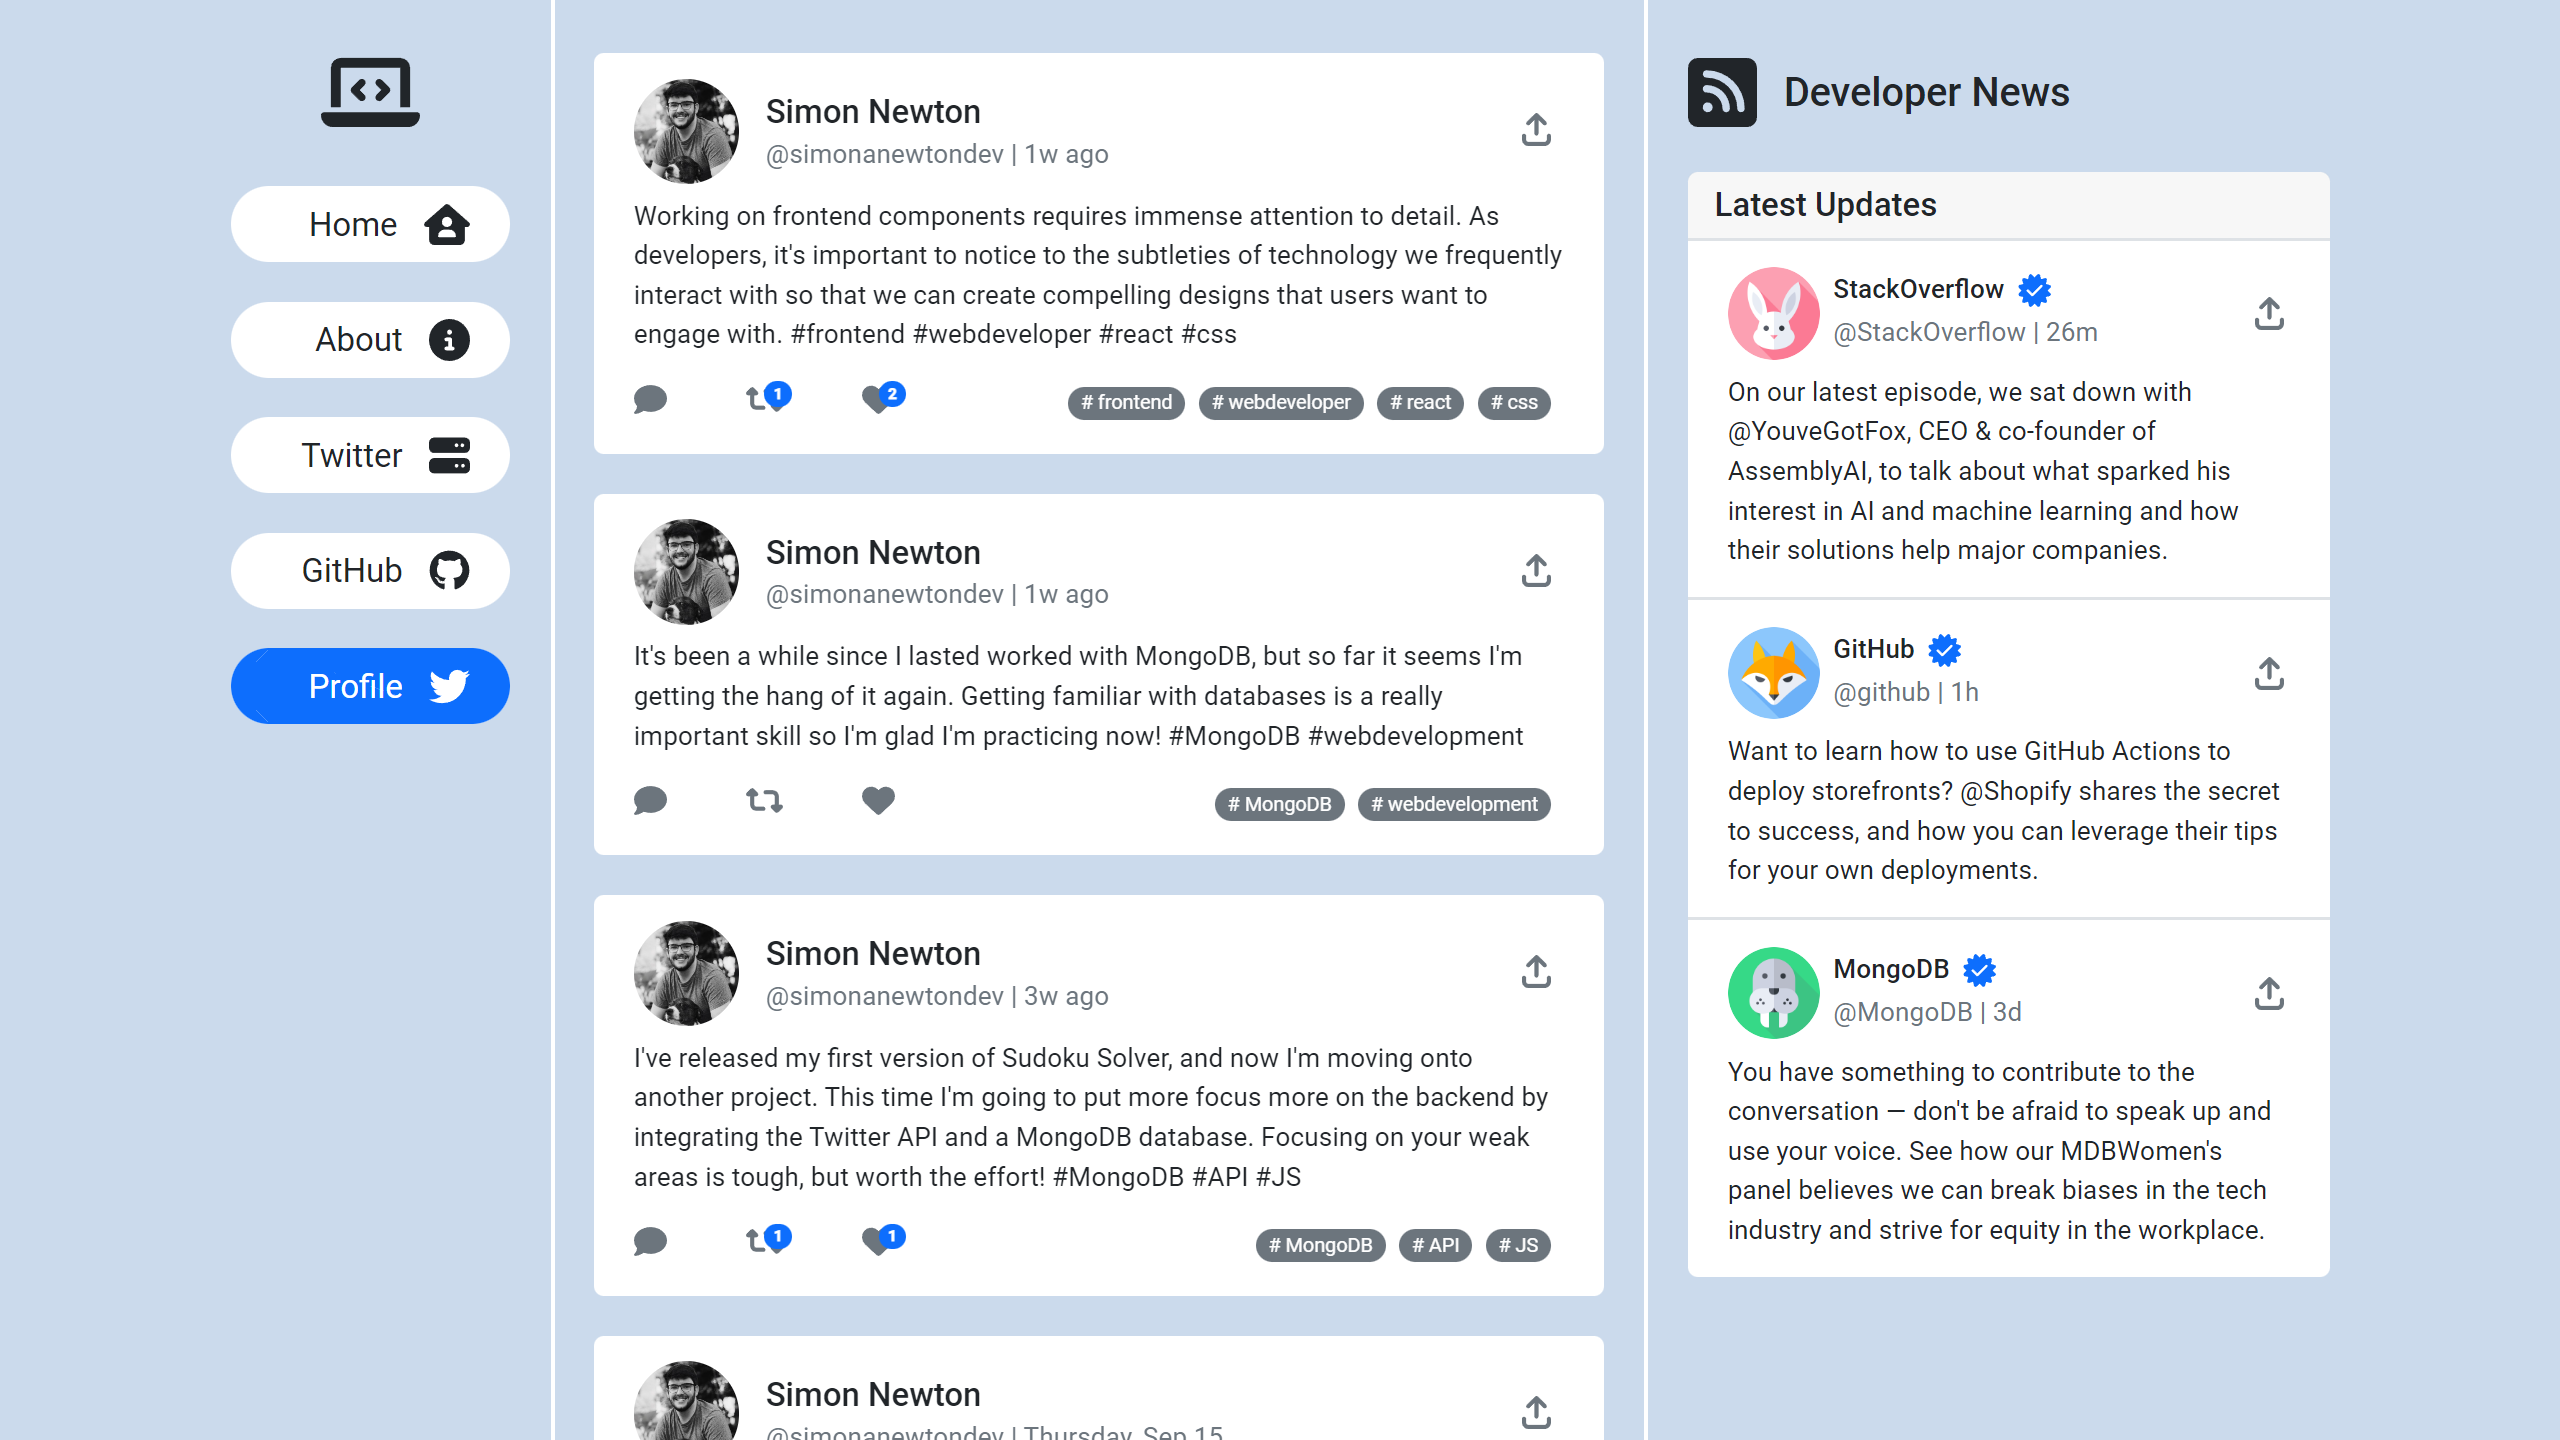 Home
About
Twitter
GitHub
Profile
Simon Newton
@simonanewtondev | 1w ago
Working on frontend components requires immense attention to detail. As
developers, it's important to notice to the subtleties of technology we frequently
interact with so that we can create compelling designs that users want to
engage with. #frontend #webdeveloper #react #css
1
2
# frontend
# webdeveloper
# react
# css
Simon Newton
@simonanewtondev | 1w ago
It's been a while since I lasted worked with MongoDB, but so far it seems I'm
getting the hang of it again. Getting familiar with databases is a really
important skill so I'm glad I'm practicing now! #MongoDB #webdevelopment
# MongoDB
# webdevelopment
Simon Newton
@simonanewtondev | 3w ago
I've released my first version of Sudoku Solver, and now I'm moving onto
another project. This time I'm going to put more focus more on the backend by
integrating the Twitter API and a MongoDB database. Focusing on your weak
areas is tough, but worth the effort! #MongoDB #API #JS
1
1
# MongoDB
# API
# JS
Simon Newton
@simonanewtondev | Thursday, Sep 15
Developer News
Latest Updates
StackOverflow
@StackOverflow | 26m
On our latest episode, we sat down with
@YouveGotFox, CEO & co-founder of
AssemblyAI, to talk about what sparked his
interest in AI and machine learning and how
their solutions help major companies.
GitHub
@github | 1h
Want to learn how to use GitHub Actions to
deploy storefronts? @Shopify shares the secret
to success, and how you can leverage their tips
for your own deployments.
MongoDB
@MongoDB | 3d
You have something to contribute to the
conversation — don't be afraid to speak up and
use your voice. See how our MDBWomen's
panel believes we can break biases in the tech
industry and strive for equity in the workplace.